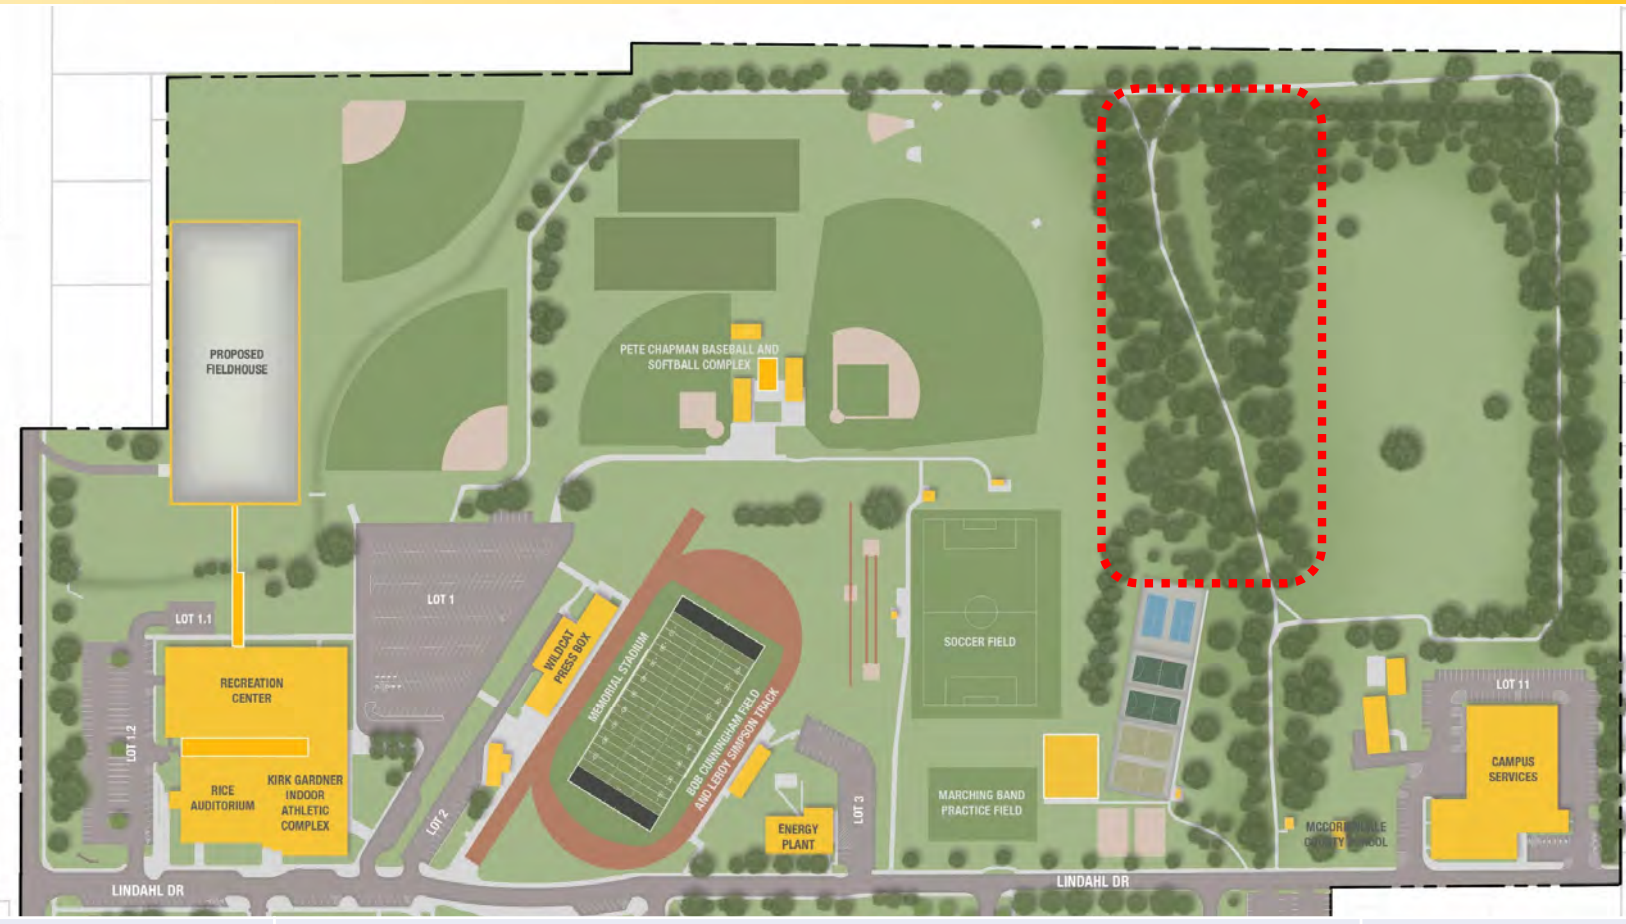 PROPOSED
FIELDHOUSE
PETE CHAPMAN BASEBALL AND
SOFTBALL COMPLEX
LOT 1
LOT 1.1
WILDCAT
PRESS BOX
MEMORIAL STADIUM
SOCCER FIELD
RECREATION
CENTER
LOT 11
BOB CUNINGHAM FIELD
AND LEROY SIMPSON TRACK
LOT 1.2
CAMPUS
SERVICES
KIRK GARDNER
INDOOR
ATHLETIC
COMPLEX
RICE
AUDITORIUM
MARCHING BAND
PRACTICE FIELD
LOT 2
LOT 3
ENERGY
PLANT
COUNTY
LINDAHL DR
LINDAHL DR